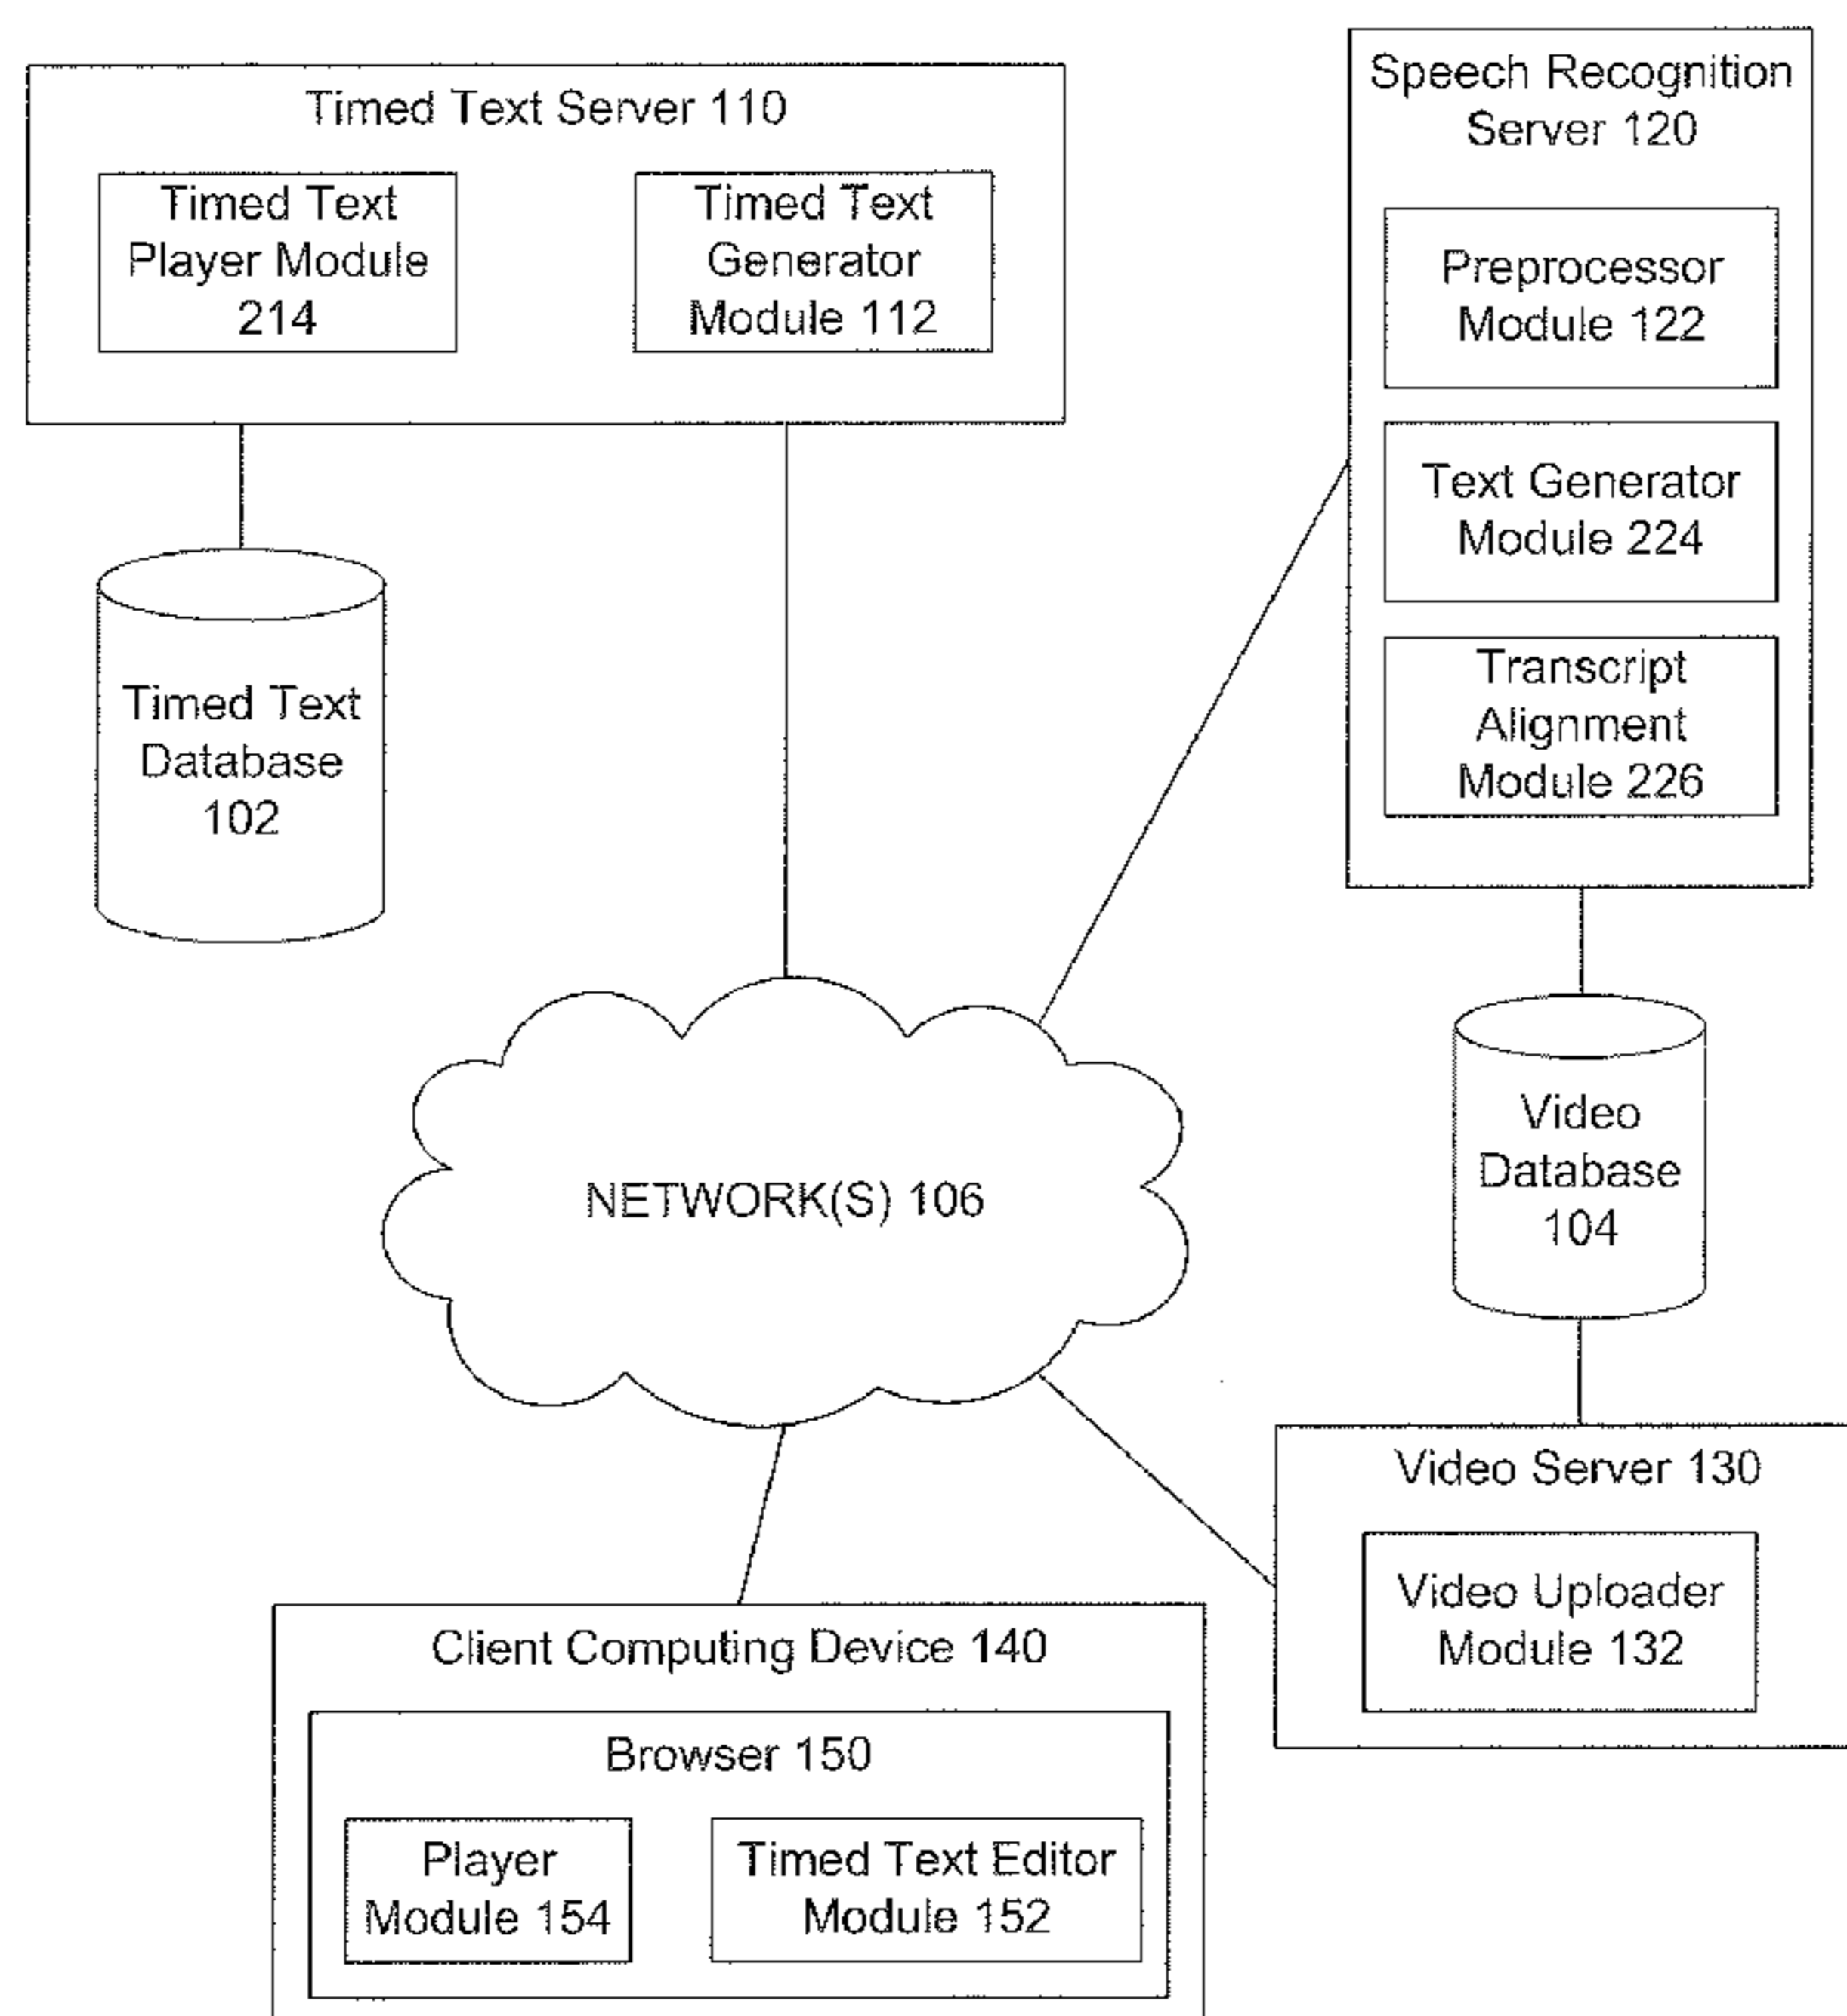 Timed Text Server 110
Timed Text
Player Module
214
Timed Text
Generator
Module 112
Timed Text
Database
102
Speech Recognition
Server 120
Preprocessor
Module 122
Text Generator
Module 224
Transcript
Alignment
Module 226
NETWORK(S) 106
Video
Database
104
Video Server 130
Video Uploader
Module 132
Client Computing Device 140
Browser 150
Player
Module 154
Timed Text Editor
Module 152